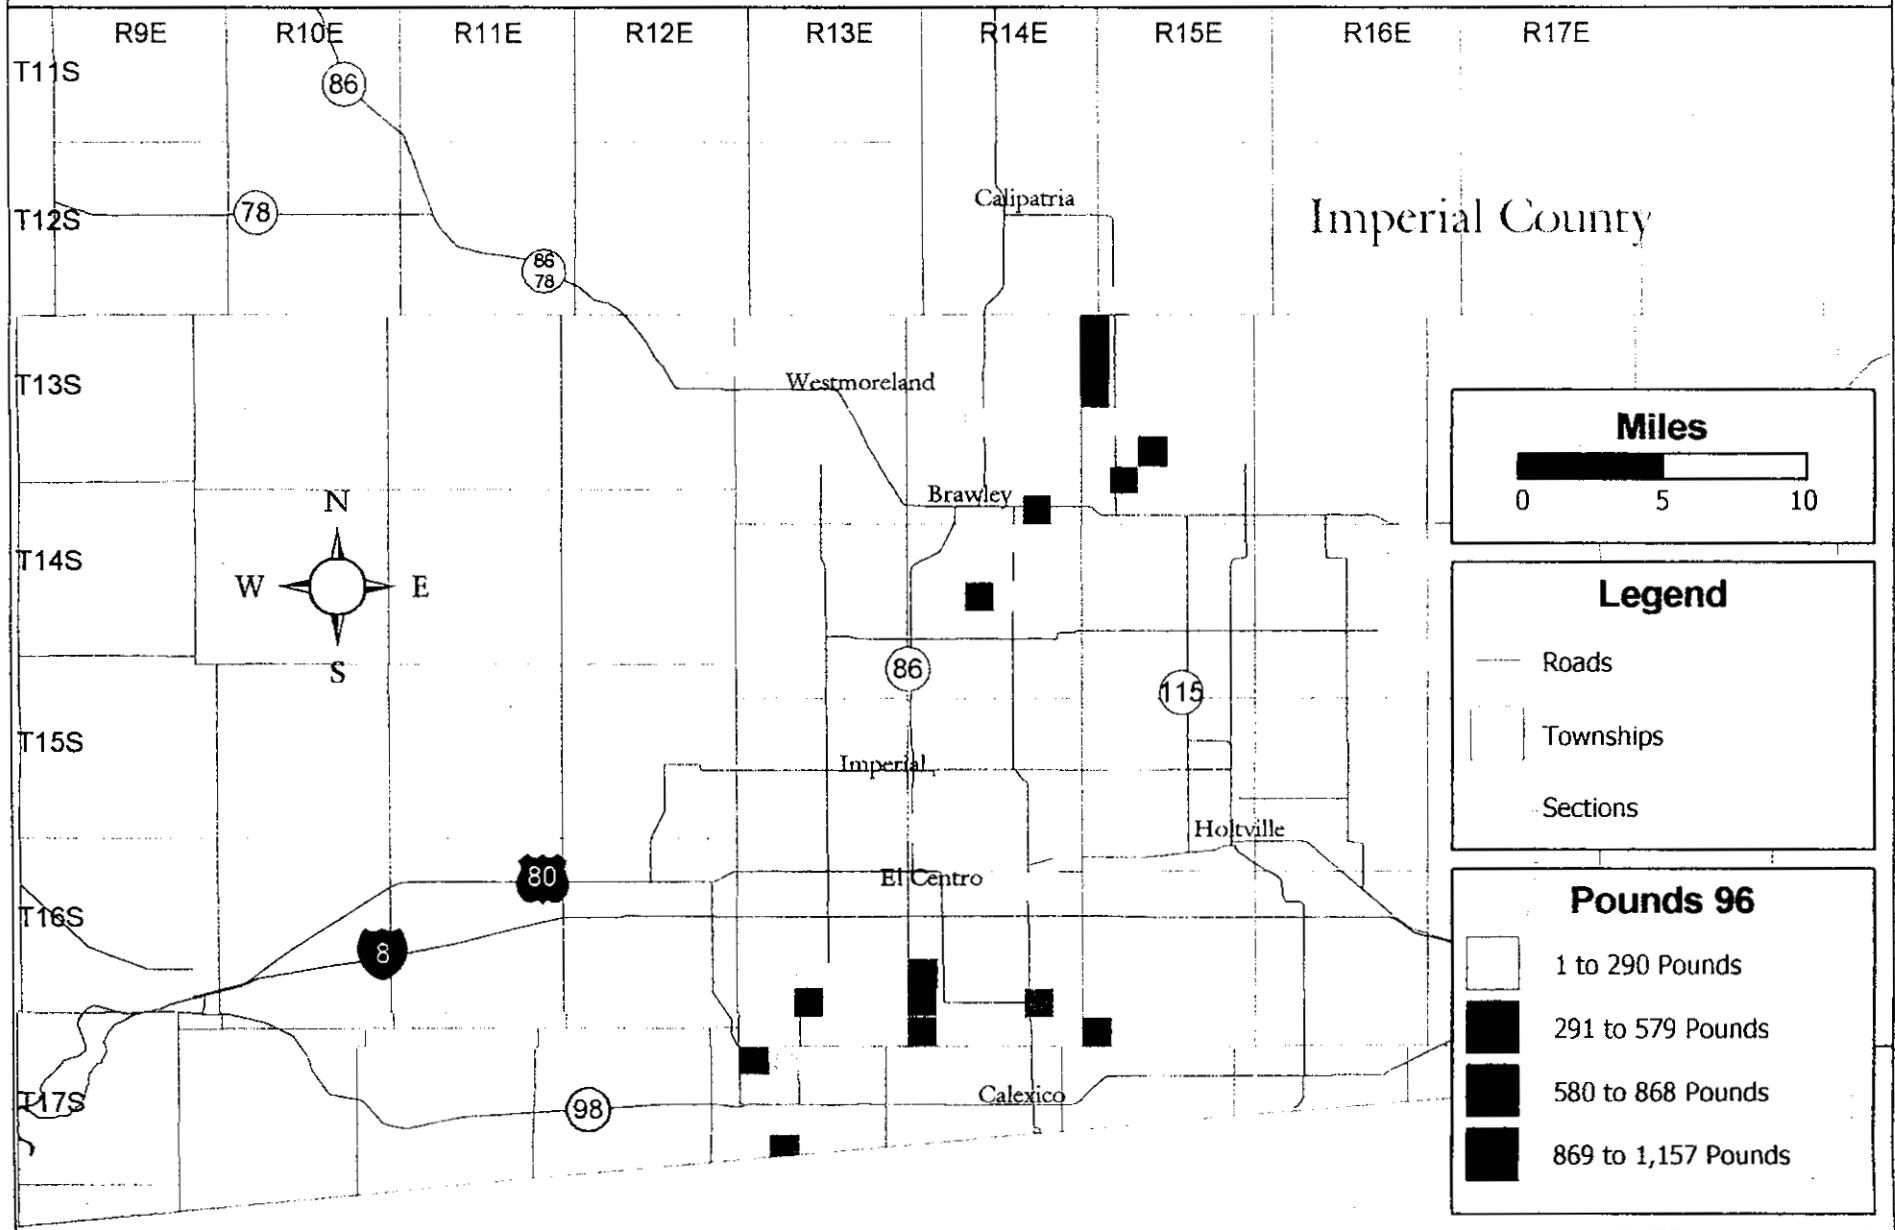 R9E R10E R11E R12E R13E R14E R15E R16E R17E
T11S
86
Calipatria
78
T12S
Imperial County
86
78
T13S
Westmoreland
Miles
0 5 10
Brawley
N
T14S
W E
S
Legend
Roads
Townships
Sections
86
115
T15S
Imperial
Holtville
80
El Centro
T16S
8
Pounds 96
1 to 290 Pounds
291 to 579 Pounds
580 to 868 Pounds
869 to 1,157 Pounds
T17S
98
Calexico